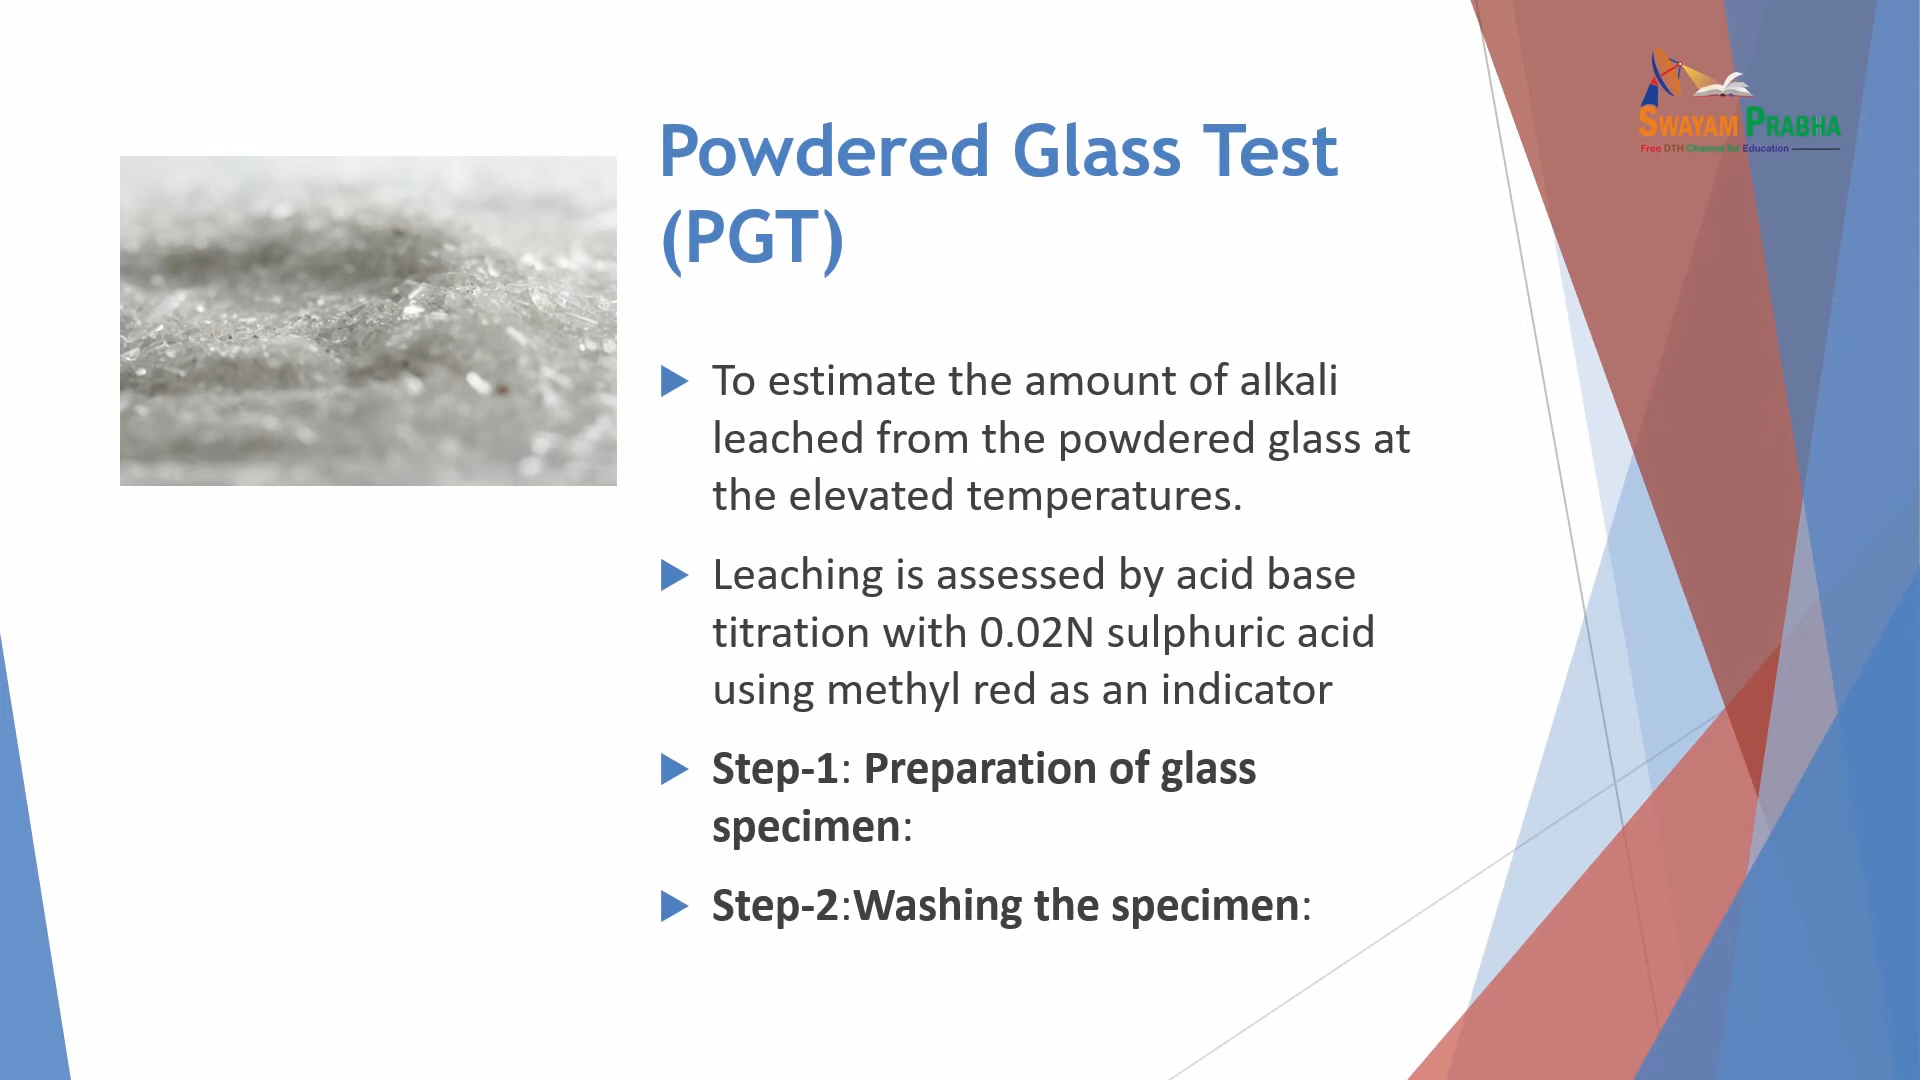 SWAYAM PRABHA
Free DTH Channel for Education
Powdered Glass Test
(PGT)
To estimate the amount of alkali
leached from the powdered glass at
the elevated temperatures.
Leaching is assessed by acid base
titration with 0.02N sulphuric acid
using methyl red as an indicator
Step-1: Preparation of glass
specimen:
Step-2:Washing the specimen: